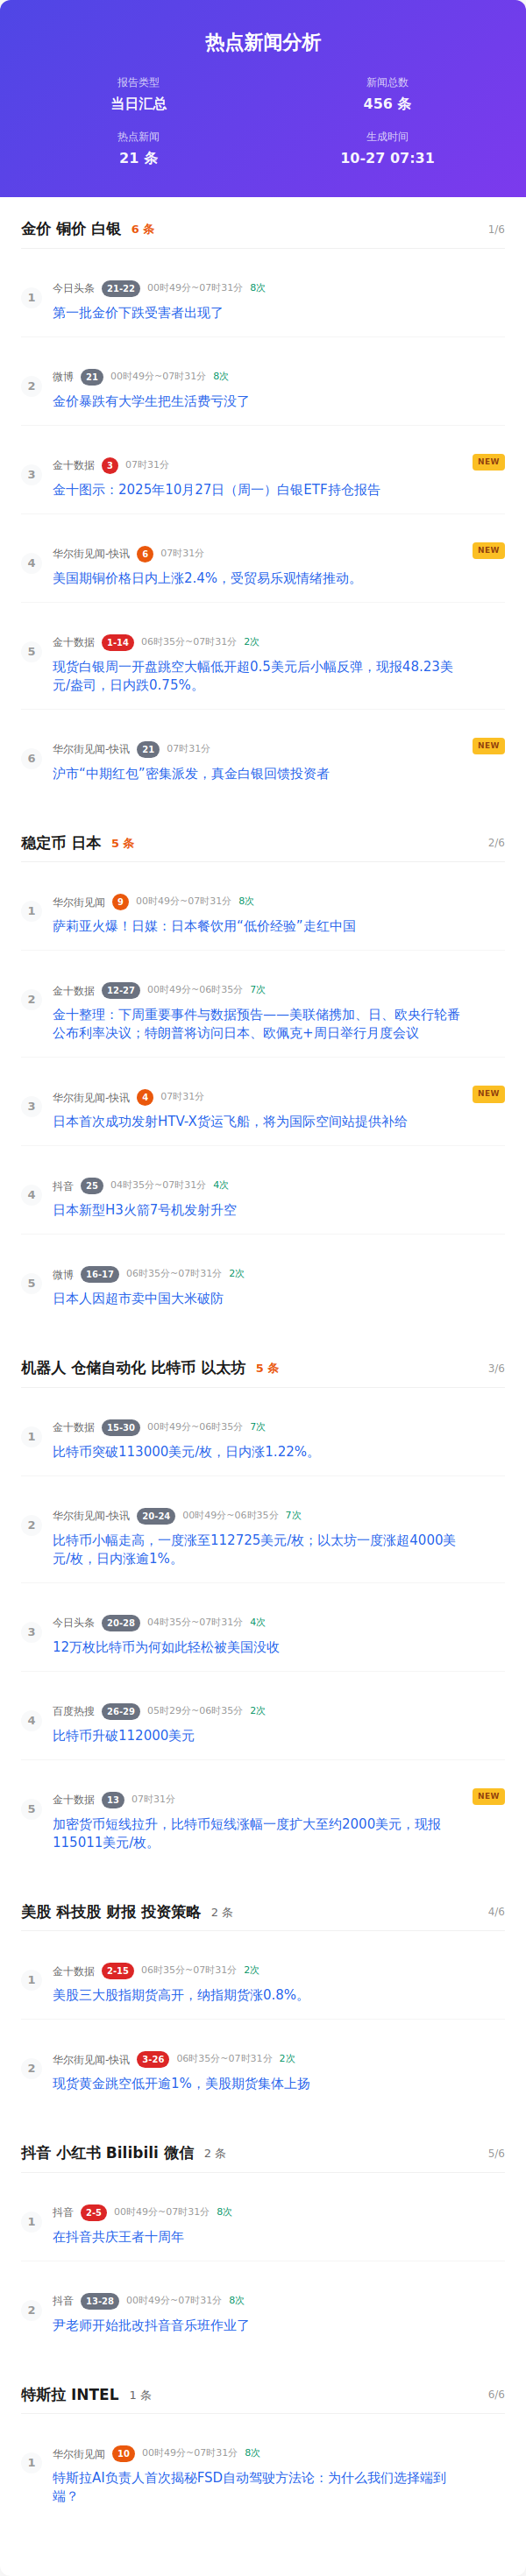 热点新闻分析
报告类型
当日汇总
新闻总数
456 条
热点新闻
21 条
生成时间
10-27 07:31
金价 铜价 白银 6 条 1/6
1
今日头条 21-22 00时49分~07时31分 8次
第一批金价下跌受害者出现了
2
微博 21 00时49分~07时31分 8次
金价暴跌有大学生把生活费亏没了
3
金十数据 3 07时31分 NEW
金十图示：2025年10月27日（周一）白银ETF持仓报告
4
华尔街见闻-快讯 6 07时31分 NEW
美国期铜价格日内上涨2.4%，受贸易乐观情绪推动。
5
金十数据 1-14 06时35分~07时31分 2次
现货白银周一开盘跳空大幅低开超0.5美元后小幅反弹，现报48.23美
元/盎司，日内跌0.75%。
6
华尔街见闻-快讯 21 07时31分 NEW
沪市“中期红包”密集派发，真金白银回馈投资者
稳定币 日本 5 条 2/6
1
华尔街见闻 9 00时49分~07时31分 8次
萨莉亚火爆！日媒：日本餐饮用“低价经验”走红中国
2
金十数据 12-27 00时49分~06时35分 7次
金十整理：下周重要事件与数据预告——美联储携加、日、欧央行轮番
公布利率决议；特朗普将访问日本、欧佩克+周日举行月度会议
3
华尔街见闻-快讯 4 07时31分 NEW
日本首次成功发射HTV-X货运飞船，将为国际空间站提供补给
4
抖音 25 04时35分~07时31分 4次
日本新型H3火箭7号机发射升空
5
微博 16-17 06时35分~07时31分 2次
日本人因超市卖中国大米破防
机器人 仓储自动化 比特币 以太坊 5 条 3/6
1
金十数据 15-30 00时49分~06时35分 7次
比特币突破113000美元/枚，日内涨1.22%。
2
华尔街见闻-快讯 20-24 00时49分~06时35分 7次
比特币小幅走高，一度涨至112725美元/枚；以太坊一度涨超4000美
元/枚，日内涨逾1%。
3
今日头条 20-28 04时35分~07时31分 4次
12万枚比特币为何如此轻松被美国没收
4
百度热搜 26-29 05时29分~06时35分 2次
比特币升破112000美元
5
金十数据 13 07时31分 NEW
加密货币短线拉升，比特币短线涨幅一度扩大至约2000美元，现报
115011美元/枚。
美股 科技股 财报 投资策略 2 条 4/6
1
金十数据 2-15 06时35分~07时31分 2次
美股三大股指期货高开，纳指期货涨0.8%。
2
华尔街见闻-快讯 3-26 06时35分~07时31分 2次
现货黄金跳空低开逾1%，美股期货集体上扬
抖音 小红书 Bilibili 微信 2 条 5/6
1
抖音 2-5 00时49分~07时31分 8次
在抖音共庆王者十周年
2
抖音 13-28 00时49分~07时31分 8次
尹老师开始批改抖音音乐班作业了
特斯拉 INTEL 1 条 6/6
1
华尔街见闻 10 00时49分~07时31分 8次
特斯拉AI负责人首次揭秘FSD自动驾驶方法论：为什么我们选择端到
端？